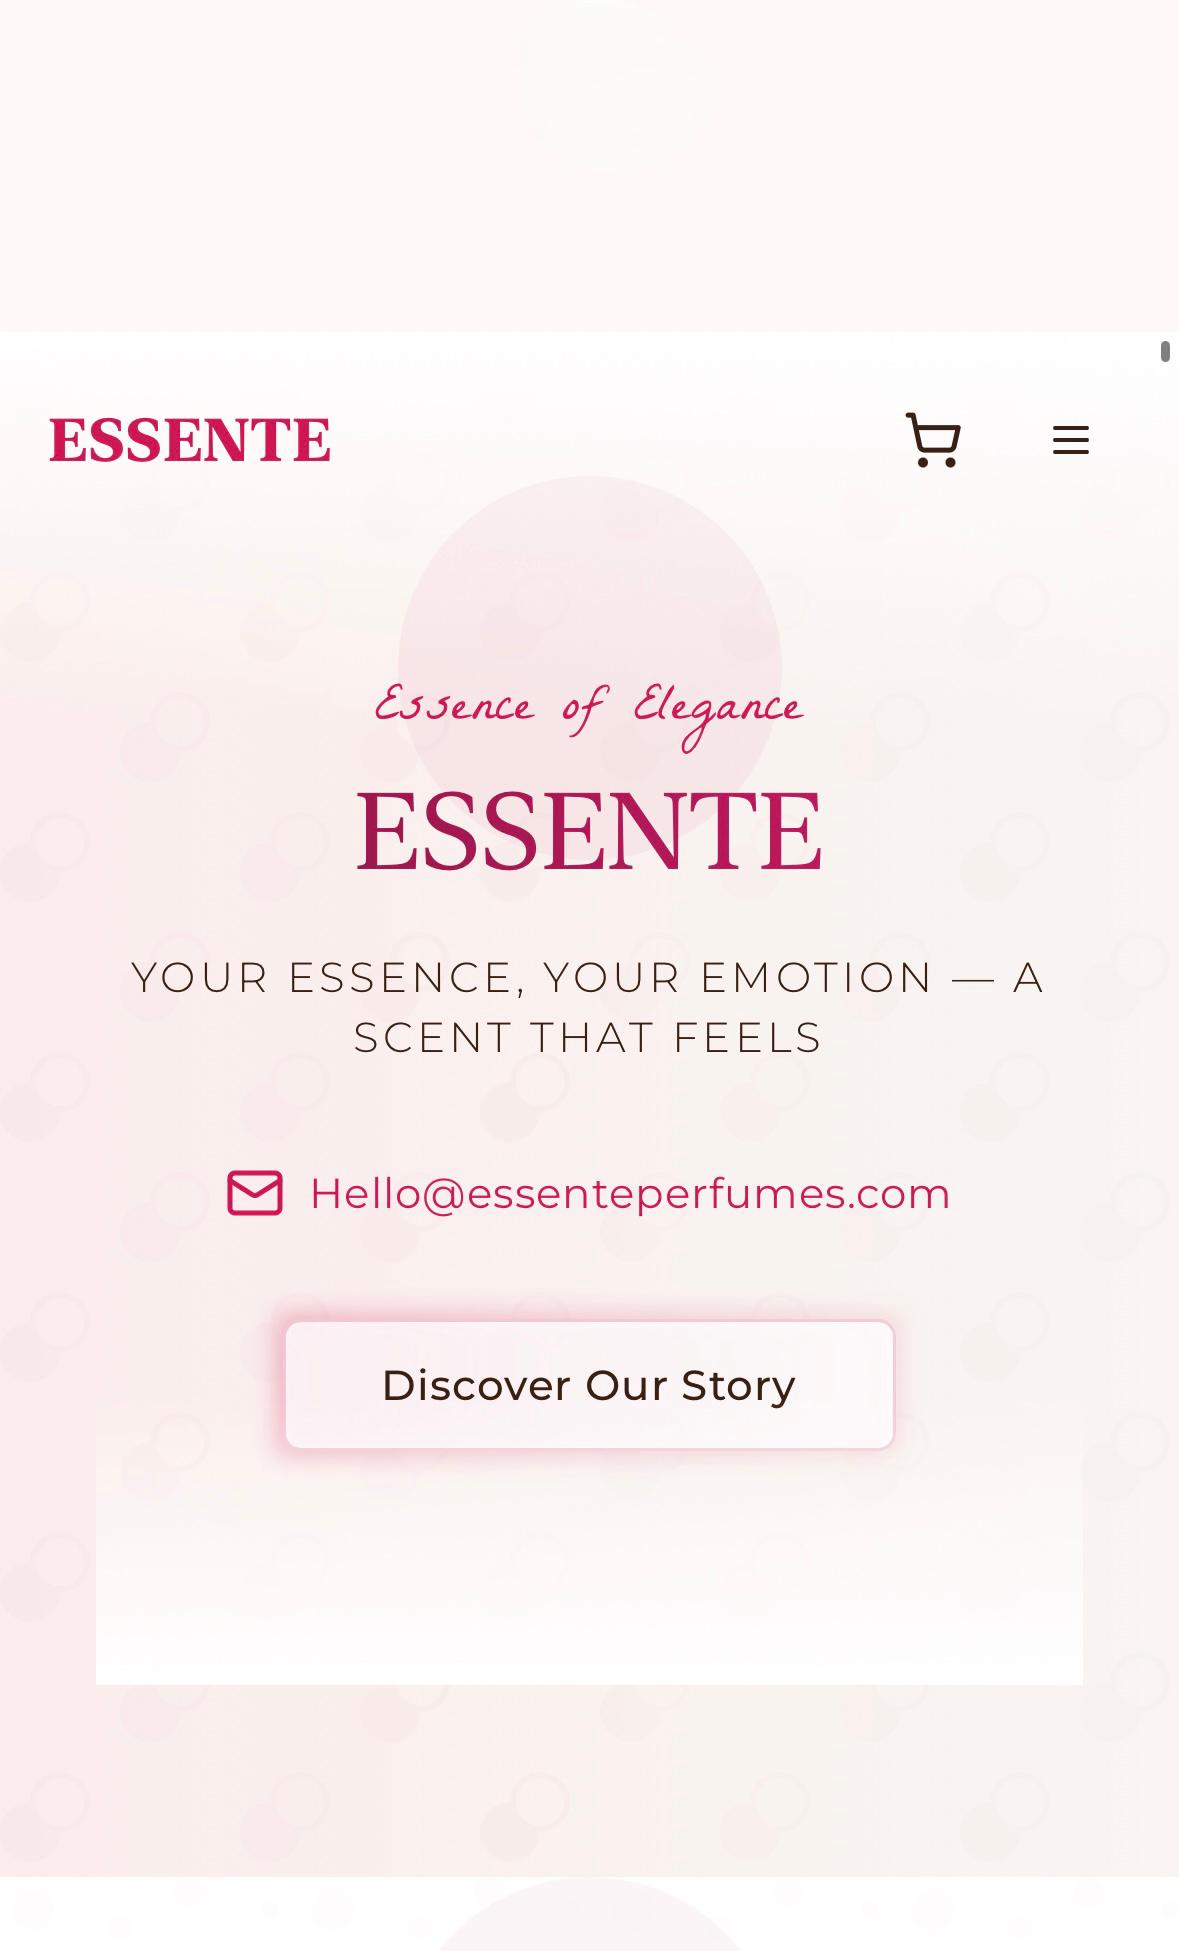 ESSENTE
Essence of Elegance
ESSENTE
YOUR ESSENCE, YOUR EMOTION — A
SCENT THAT FEELS
Hello@essenteperfumes.com
Discover Our Story